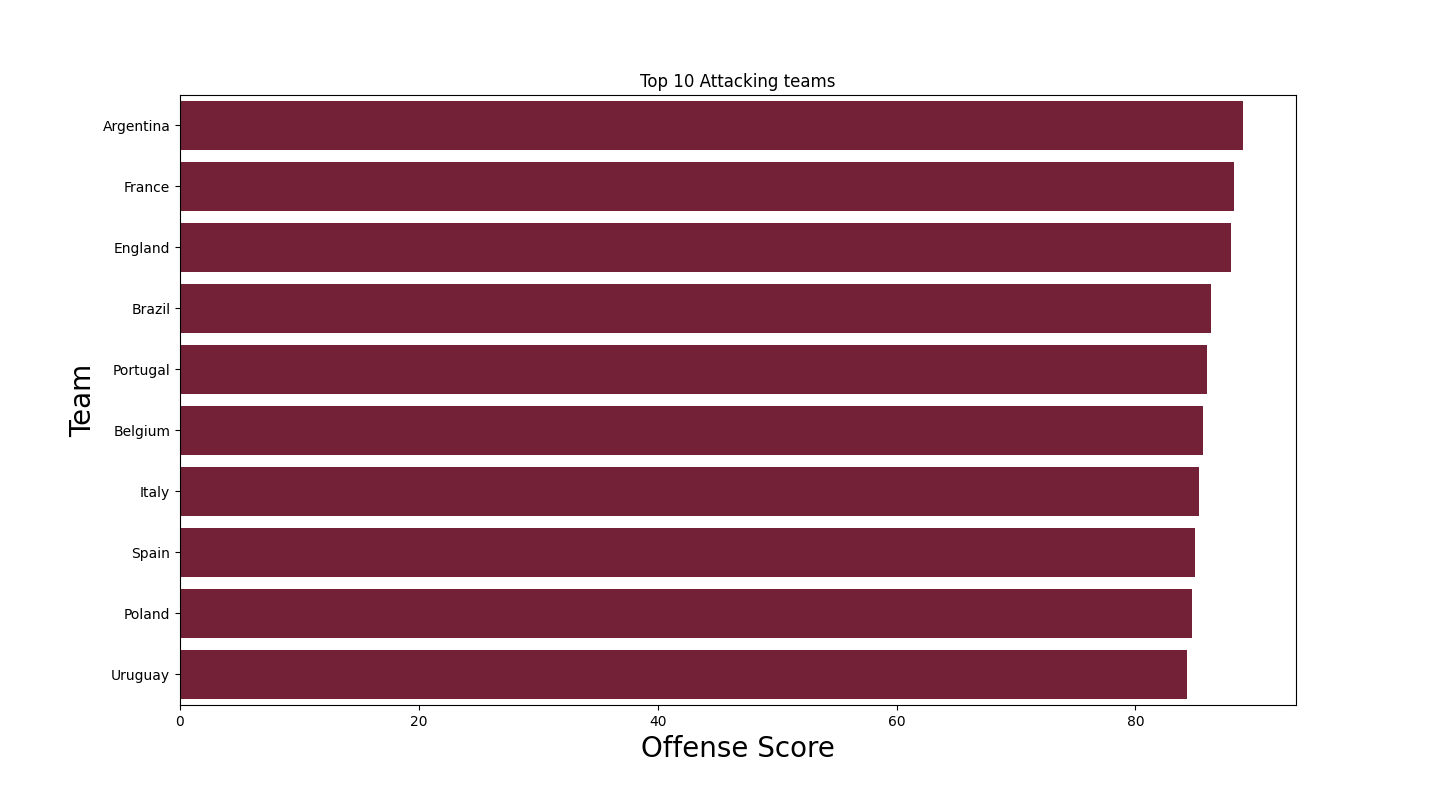 Top 10 Attacking teams
Argentina
France
England
Brazil
Portugal
Belgium
Italy
Spain
Poland
Uruguay
Team
0 20 40 60 80
Offense Score